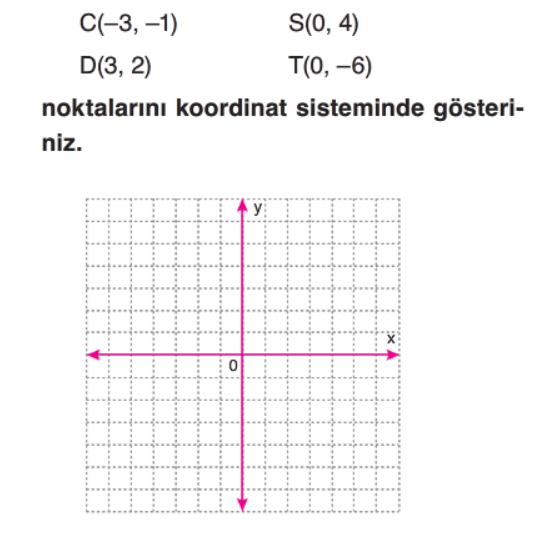 C(–3, –1) S(0, 4)
D(3, 2) T(0, –6)
noktalarını koordinat sisteminde gösteri-
niz.
y
x
0